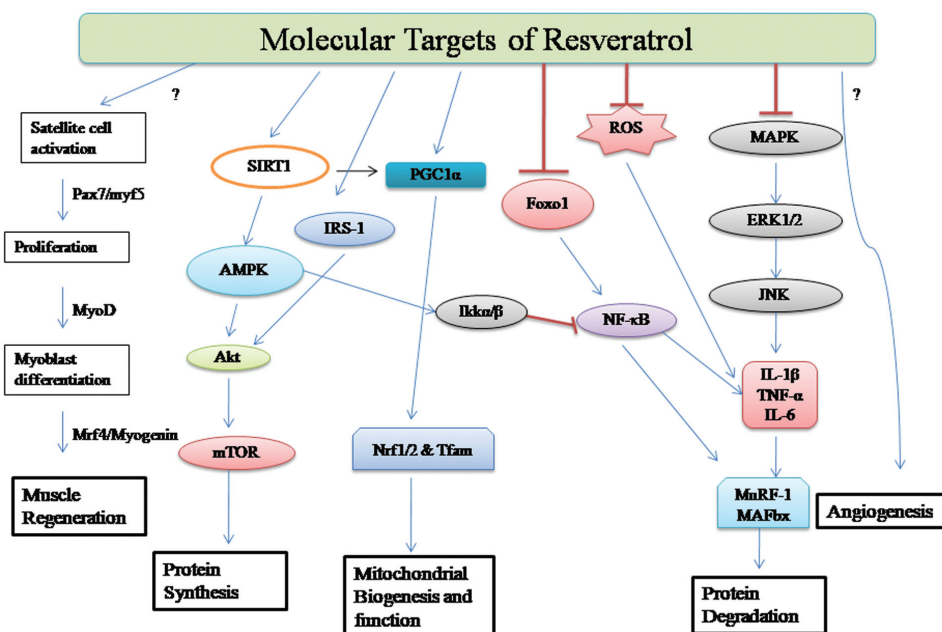 Molecular Targets of Resveratrol
?
?
Satellite cell
activation
Pax7/myf5
Proliferation
MyoD
Myoblast
differentiation
Mrf4/Myogenin
Muscle
Regeneration
SIRT1
AMPK
IRS-1
Akt
mTOR
Protein
Synthesis
PGC1α
Nrf1/2 & Tfam
Mitochondrial
Biogenesis and
function
Ikkα/β
Foxo1
NF-κB
ROS
MAPK
ERK1/2
JNK
IL-1β
TNF-α
IL-6
MuRF-1
MAFbx
Protein
Degradation
Angiogenesis